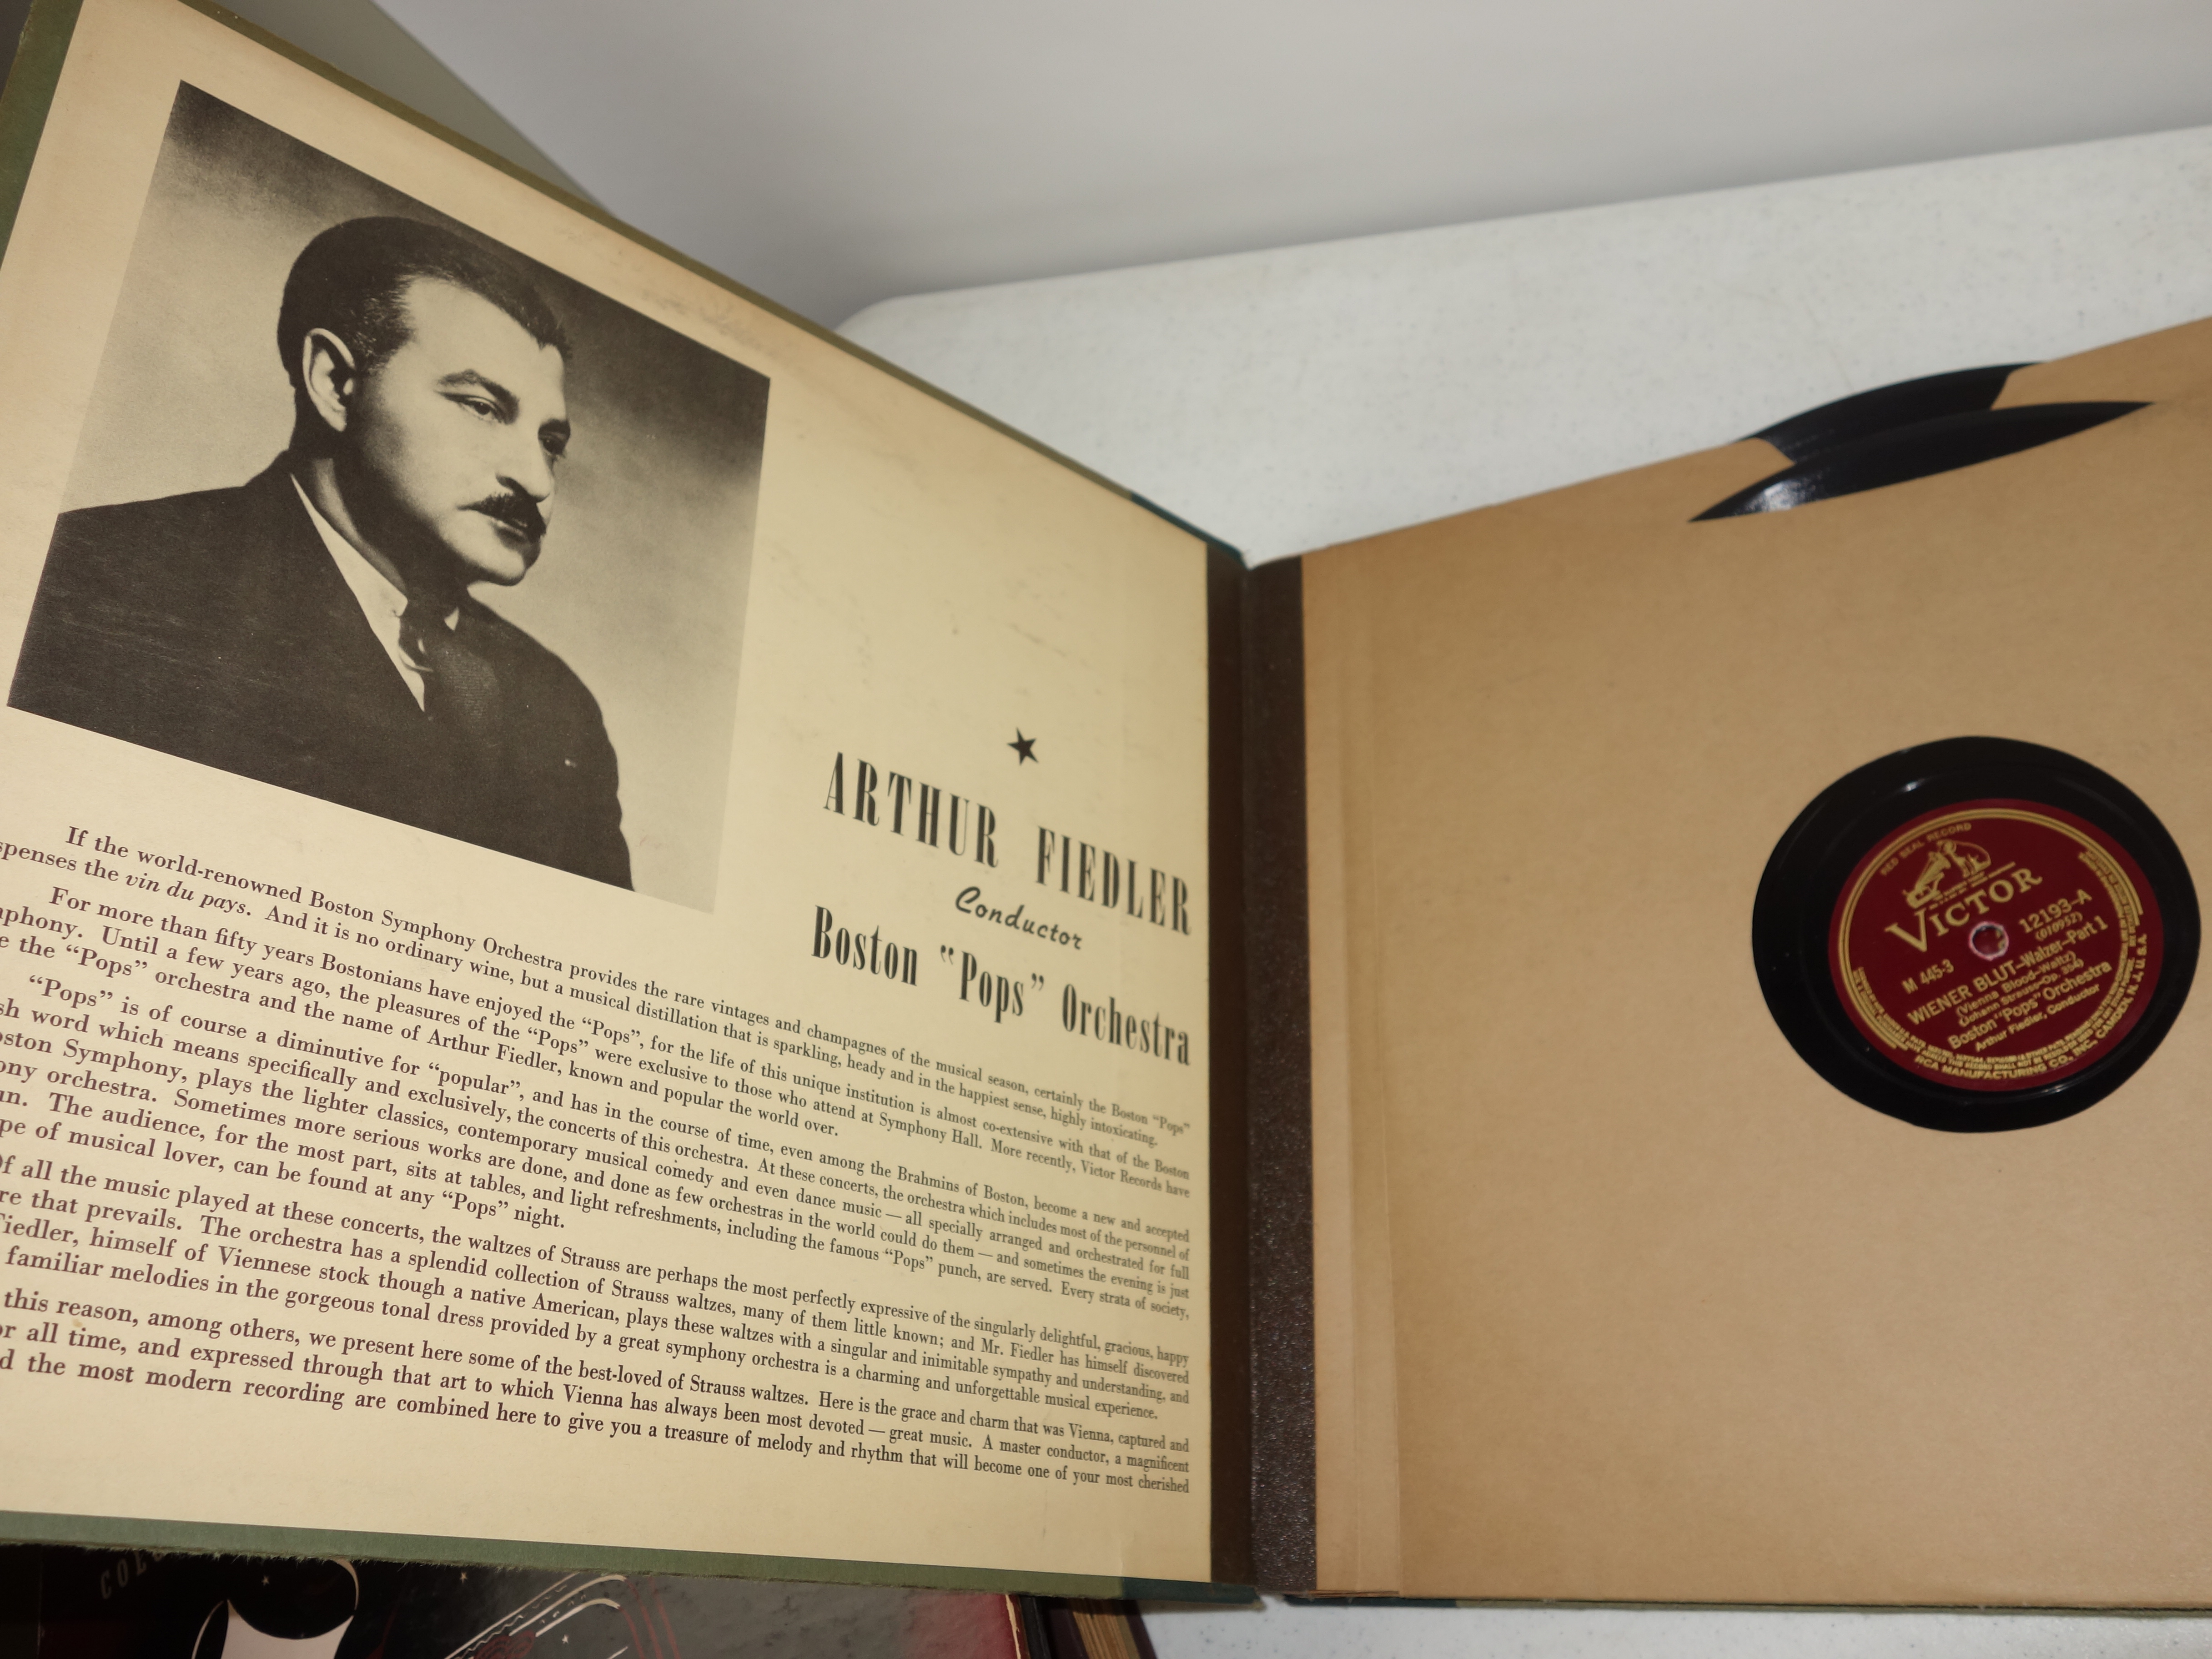 ★
ARTHUR FIEDLER
Conductor
Boston "Pops" Orchestra
If the world-renowned Boston Symphony Orchestra provides the rare vintages and champagnes of the musical season, certainly the Boston "Pops"
spenses the vin du pays. And it is no ordinary wine, but a musical distillation that is sparkling, heady and in the happiest sense, highly intoxicating.
For more than fifty years Bostonians have enjoyed the "Pops", for the life of this unique institution is almost co-extensive with that of the Boston
mphony. Until a few years ago, the pleasures of the "Pops" were exclusive to those who attend at Symphony Hall. More recently, Victor Records have
e the "Pops" orchestra and the name of Arthur Fiedler, known and popular the world over.
"Pops" is of course a diminutive for "popular", and has in the course of time, even among the Brahmins of Boston, become a new and accepted
sh word which means specifically and exclusively, the concerts of this orchestra. At these concerts, the orchestra which includes most of the personnel of
oston Symphony, plays the lighter classics, contemporary musical comedy and even dance music — all specially arranged and orchestrated for full
ony orchestra. Sometimes more serious works are done, and done as few orchestras in the world could do them — and sometimes the evening is just
un. The audience, for the most part, sits at tables, and light refreshments, including the famous "Pops" punch, are served. Every strata of society,
pe of musical lover, can be found at any "Pops" night.
Of all the music played at these concerts, the waltzes of Strauss are perhaps the most perfectly expressive of the singularly delightful, gracious, happy
re that prevails. The orchestra has a splendid collection of Strauss waltzes, many of them little known; and Mr. Fiedler has himself discovered
Fiedler, himself of Viennese stock though a native American, plays these waltzes with a singular and inimitable sympathy and understanding, and
familiar melodies in the gorgeous tonal dress provided by a great symphony orchestra is a charming and unforgettable musical experience.
this reason, among others, we present here some of the best-loved of Strauss waltzes. Here is the grace and charm that was Vienna, captured and
or all time, and expressed through that art to which Vienna has always been most devoted — great music. A master conductor, a magnificent
d the most modern recording are combined here to give you a treasure of melody and rhythm that will become one of your most cherished
RED SEAL RECORD
VICTOR
12193-A
(010952)
M 445-3
WIENER BLUT–Walzer–Part 1
(Vienna Blood–Waltz)
(Johann Strauss–Op. 354)
Boston "Pops" Orchestra
Arthur Fiedler, Conductor
RCA MANUFACTURING CO., INC., CAMDEN, N. J., U. S. A.